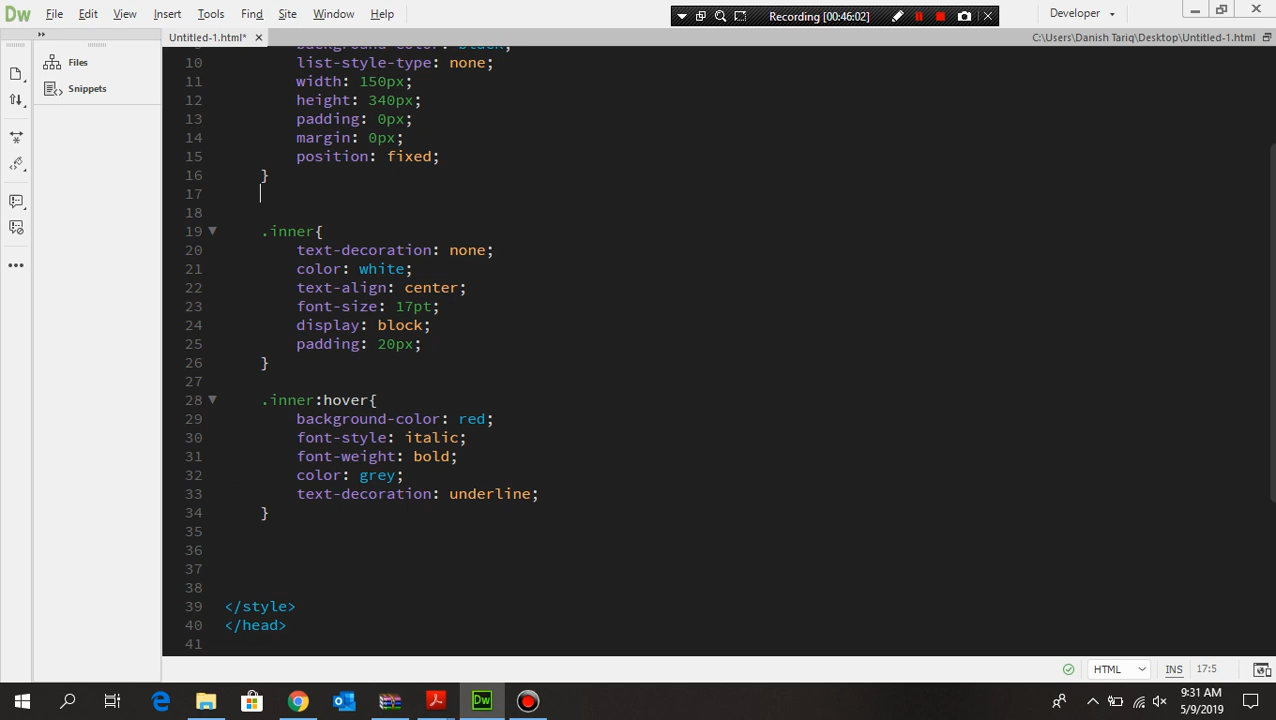 Dw File Edit View Insert Tools Find Site Window Help
Recording [00:46:02]
Developer
Untitled-1.html*
C:\Users\Danish Tariq\Desktop\Untitled-1.html
Files
Snippets
background-color: black;
10 list-style-type: none;
11 width: 150px;
12 height: 340px;
13 padding: 0px;
14 margin: 0px;
15 position: fixed;
16 }
17
18
19 .inner{
20 text-decoration: none;
21 color: white;
22 text-align: center;
23 font-size: 17pt;
24 display: block;
25 padding: 20px;
26 }
27
28 .inner:hover{
29 background-color: red;
30 font-style: italic;
31 font-weight: bold;
32 color: grey;
33 text-decoration: underline;
34 }
35
36
37
38
39 </style>
40 </head>
41
HTML INS 17:5
Dw
9:31 AM
5/9/2019